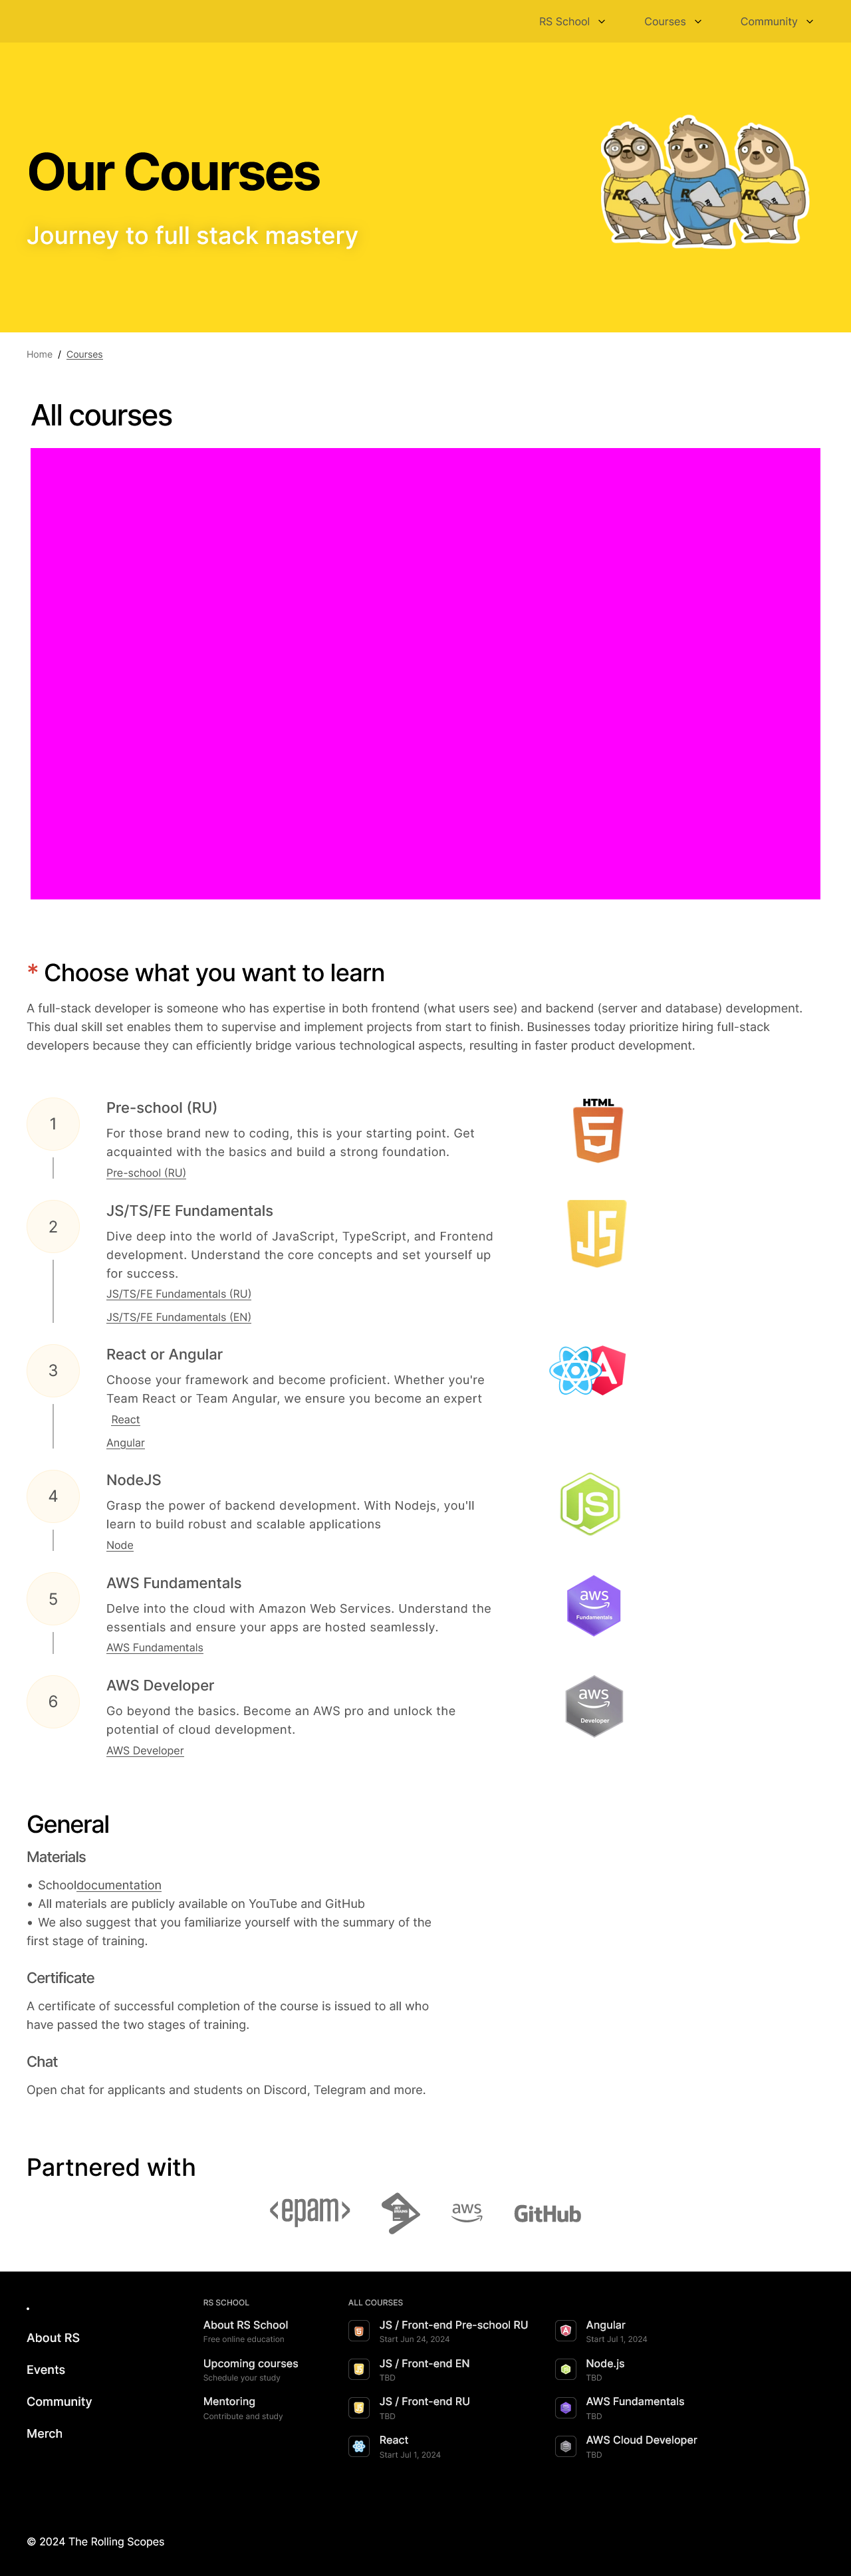 RS School
Courses
Community
Our Courses
Journey to full stack mastery
RS
RS
RS
Home / Courses
All courses
* Choose what you want to learn
A full-stack developer is someone who has expertise in both frontend (what users see) and backend (server and database) development.
This dual skill set enables them to supervise and implement projects from start to finish. Businesses today prioritize hiring full-stack
developers because they can efficiently bridge various technological aspects, resulting in faster product development.
1
Pre-school (RU)
For those brand new to coding, this is your starting point. Get
acquainted with the basics and build a strong foundation.
Pre-school (RU)
HTML
5
2
JS/TS/FE Fundamentals
Dive deep into the world of JavaScript, TypeScript, and Frontend
development. Understand the core concepts and set yourself up
for success.
JS/TS/FE Fundamentals (RU)
JS/TS/FE Fundamentals (EN)
JS
3
React or Angular
Choose your framework and become proficient. Whether you're
Team React or Team Angular, we ensure you become an expert
React
Angular
A
4
NodeJS
Grasp the power of backend development. With Nodejs, you'll
learn to build robust and scalable applications
Node
JS
5
AWS Fundamentals
Delve into the cloud with Amazon Web Services. Understand the
essentials and ensure your apps are hosted seamlessly.
AWS Fundamentals
aws
Fundamentals
6
AWS Developer
Go beyond the basics. Become an AWS pro and unlock the
potential of cloud development.
AWS Developer
aws
Developer
General
Materials
• Schooldocumentation
• All materials are publicly available on YouTube and GitHub
• We also suggest that you familiarize yourself with the summary of the
first stage of training.
Certificate
A certificate of successful completion of the course is issued to all who
have passed the two stages of training.
Chat
Open chat for applicants and students on Discord, Telegram and more.
Partnered with
<epam>
aws
GitHub
About RS
Events
Community
Merch
RS SCHOOL
About RS School
Free online education
Upcoming courses
Schedule your study
Mentoring
Contribute and study
ALL COURSES
JS / Front-end Pre-school RU
Start Jun 24, 2024
JS / Front-end EN
TBD
JS / Front-end RU
TBD
React
Start Jul 1, 2024
Angular
Start Jul 1, 2024
Node.js
TBD
AWS Fundamentals
TBD
AWS Cloud Developer
TBD
© 2024 The Rolling Scopes